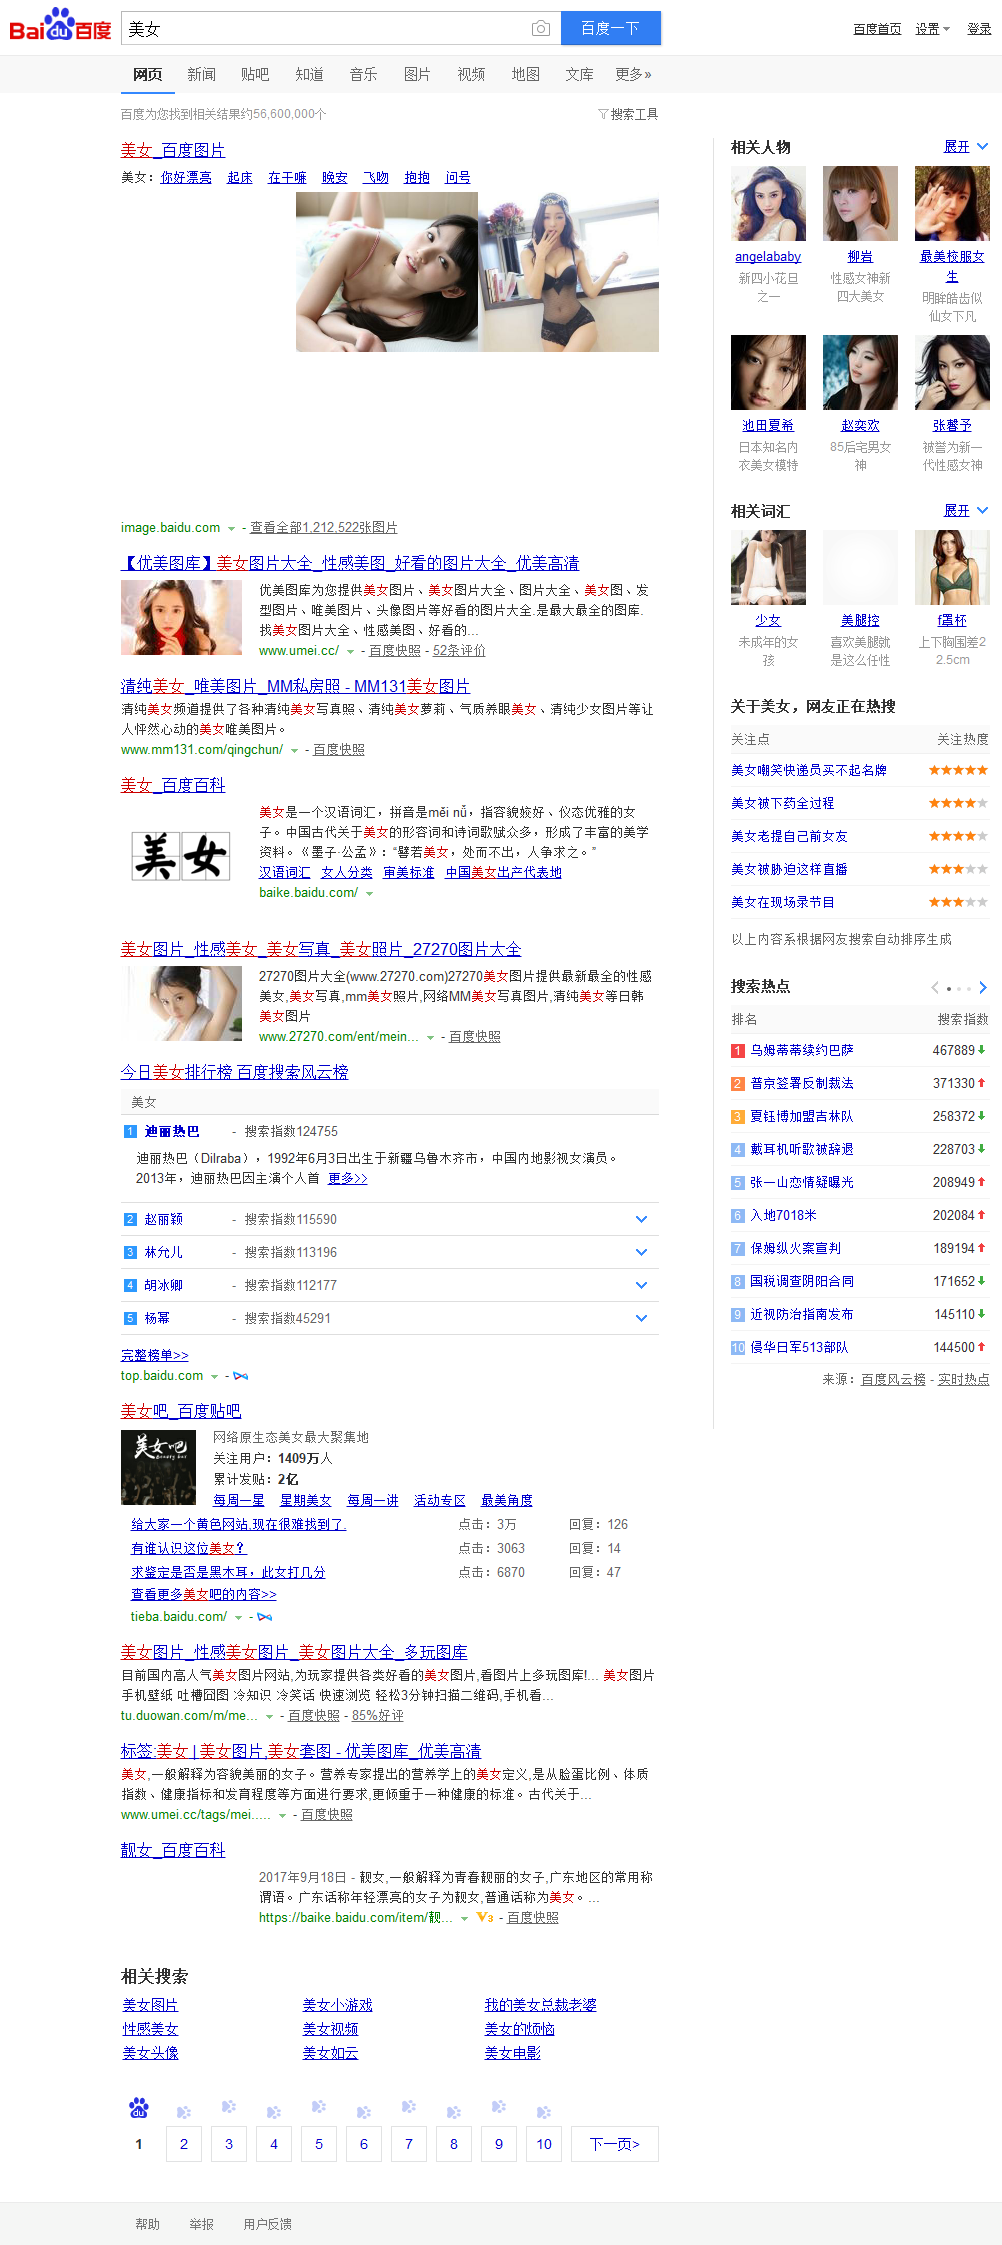 Bai du 百度
美女
百度一下
百度首页 设置 登录
网页 新闻 贴吧 知道 音乐 图片 视频 地图 文库 更多»
百度为您找到相关结果约56,600,000个
搜索工具
美女_百度图片
美女: 你好漂亮 起床 在干嘛 晚安 飞吻 抱抱 问号
image.baidu.com - 查看全部1,212,522张图片
【优美图库】美女图片大全_性感美图_好看的图片大全_优美高清
优美图库为您提供美女图片、美女图片大全、图片大全、美女图、发
型图片、唯美图片、头像图片等好看的图片大全.是最大最全的图库.
找美女图片大全、性感美图、好看的...
www.umei.cc/ - 百度快照 - 52条评价
清纯美女_唯美图片_MM私房照 - MM131美女图片
清纯美女频道提供了各种清纯美女写真照、清纯美女萝莉、气质养眼美女、清纯少女图片等让
人怦然心动的美女唯美图片。
www.mm131.com/qingchun/ - 百度快照
美女_百度百科
美女
美女是一个汉语词汇，拼音是měi nǚ，指容貌姣好、仪态优雅的女
子。中国古代关于美女的形容词和诗词歌赋众多，形成了丰富的美学
资料。《墨子·公孟》：“譬若美女，处而不出，人争求之。”
汉语词汇 女人分类 审美标准 中国美女出产代表地
baike.baidu.com/
美女图片_性感美女_美女写真_美女照片_27270图片大全
27270图片大全(www.27270.com)27270美女图片提供最新最全的性感
美女,美女写真,mm美女照片,网络MM美女写真图片,清纯美女等日韩
美女图片
www.27270.com/ent/mein... - 百度快照
今日美女排行榜 百度搜索风云榜
美女
1 迪丽热巴 - 搜索指数124755
迪丽热巴（Dilraba），1992年6月3日出生于新疆乌鲁木齐市，中国内地影视女演员。
2013年，迪丽热巴因主演个人首 更多>>
2 赵丽颖 - 搜索指数115590
3 林允儿 - 搜索指数113196
4 胡冰卿 - 搜索指数112177
5 杨幂 - 搜索指数45291
完整榜单>>
top.baidu.com -
美女吧_百度贴吧
美女吧
网络原生态美女最大聚集地
关注用户：1409万人
累计发贴：2亿
每周一星 星期美女 每周一讲 活动专区 最美角度
给大家一个黄色网站.现在很难找到了. 点击：3万 回复：126
有谁认识这位美女？ 点击：3063 回复：14
求鉴定是否是黑木耳，此女打几分 点击：6870 回复：47
查看更多美女吧的内容>>
tieba.baidu.com/ -
美女图片_性感美女图片_美女图片大全_多玩图库
目前国内高人气美女图片网站,为玩家提供各类好看的美女图片,看图片上多玩图库!... 美女图片
手机壁纸 吐槽囧图 冷知识 冷笑话 快速浏览 轻松3分钟扫描二维码,手机看...
tu.duowan.com/m/me... - 百度快照 - 85%好评
标签:美女 | 美女图片,美女套图 - 优美图库_优美高清
美女,一般解释为容貌美丽的女子。营养专家提出的营养学上的美女定义,是从脸蛋比例、体质
指数、健康指标和发育程度等方面进行要求,更倾重于一种健康的标准。古代关于...
www.umei.cc/tags/mei..... - 百度快照
靓女_百度百科
2017年9月18日 - 靓女,一般解释为青春靓丽的女子,广东地区的常用称
谓语。广东话称年轻漂亮的女子为靓女,普通话称为美女。...
https://baike.baidu.com/item/靓... V3 - 百度快照
相关搜索
美女图片 美女小游戏 我的美女总裁老婆
性感美女 美女视频 美女的烦恼
美女头像 美女如云 美女电影
du
1 2 3 4 5 6 7 8 9 10 下一页>
帮助 举报 用户反馈
相关人物 展开
angelababy 柳岩 最美校服女
生
新四小花旦
之一
性感女神新
四大美女
明眸皓齿似
仙女下凡
池田夏希 赵奕欢 张馨予
日本知名内
衣美女模特
85后宅男女
神
被誉为新一
代性感女神
相关词汇 展开
少女 美腿控 f罩杯
未成年的女
孩
喜欢美腿就
是这么任性
上下胸围差2
2.5cm
关于美女，网友正在热搜
关注点 关注热度
美女嘲笑快递员买不起名牌
美女被下药全过程
美女老提自己前女友
美女被胁迫这样直播
美女在现场录节目
以上内容系根据网友搜索自动排序生成
搜索热点
排名 搜索指数
1 乌姆蒂蒂续约巴萨 467889
2 普京签署反制裁法 371330
3 夏钰博加盟吉林队 258372
4 戴耳机听歌被辞退 228703
5 张一山恋情疑曝光 208949
6 入地7018米 202084
7 保姆纵火案宣判 189194
8 国税调查阴阳合同 171652
9 近视防治指南发布 145110
10 侵华日军513部队 144500
来源：百度风云榜 - 实时热点